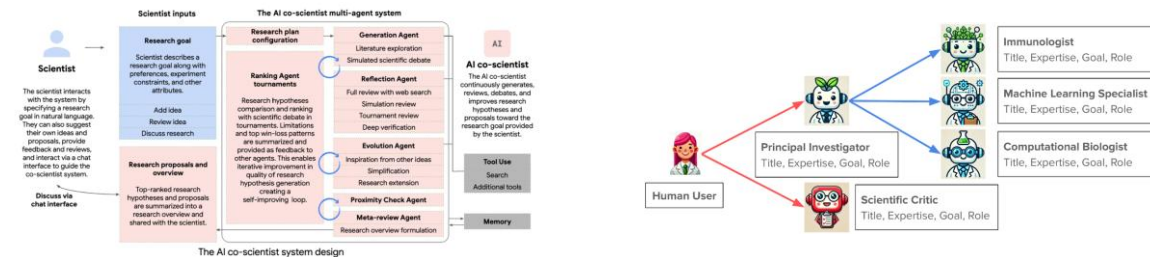 Scientist inputs
The AI co-scientist multi-agent system
Scientist
The scientist interacts
with the system by
specifying a research
goal in natural language.
They can also suggest
their own ideas and
proposals, provide
feedback and reviews,
and interact via a chat
interface to guide the
co-scientist system.
Discuss via
chat interface
Research goal
Scientist describes a
research goal along with
preferences, experiment
constraints, and other
attributes.
Add idea
Review idea
Discuss research
Research proposals and
overview
Top-ranked research
hypotheses and proposals
are summarized into a
research overview and
shared with the scientist.
Research plan
configuration
Ranking Agent
tournaments
Research hypotheses
comparison and ranking
with scientific debate in
tournaments. Limitations
and top win-loss patterns
are summarized and
provided as feedback to
other agents. This enables
iterative improvement in
quality of research
hypothesis generation
creating a
self-improving loop.
Generation Agent
Literature exploration
Simulated scientific debate
Reflection Agent
Full review with web search
Simulation review
Tournament review
Deep verification
Evolution Agent
Inspiration from other ideas
Simplification
Research extension
Proximity Check Agent
Meta-review Agent
Research overview formulation
AI
AI co-scientist
The AI co-scientist
continuously generates,
reviews, debates, and
improves research
hypotheses and
proposals toward the
research goal provided
by the scientist.
Tool Use
Search
Additional tools
Memory
The AI co-scientist system design
Human User
Principal Investigator
Title, Expertise, Goal, Role
Scientific Critic
Title, Expertise, Goal, Role
Immunologist
Title, Expertise, Goal, Role
Machine Learning Specialist
Title, Expertise, Goal, Role
Computational Biologist
Title, Expertise, Goal, Role